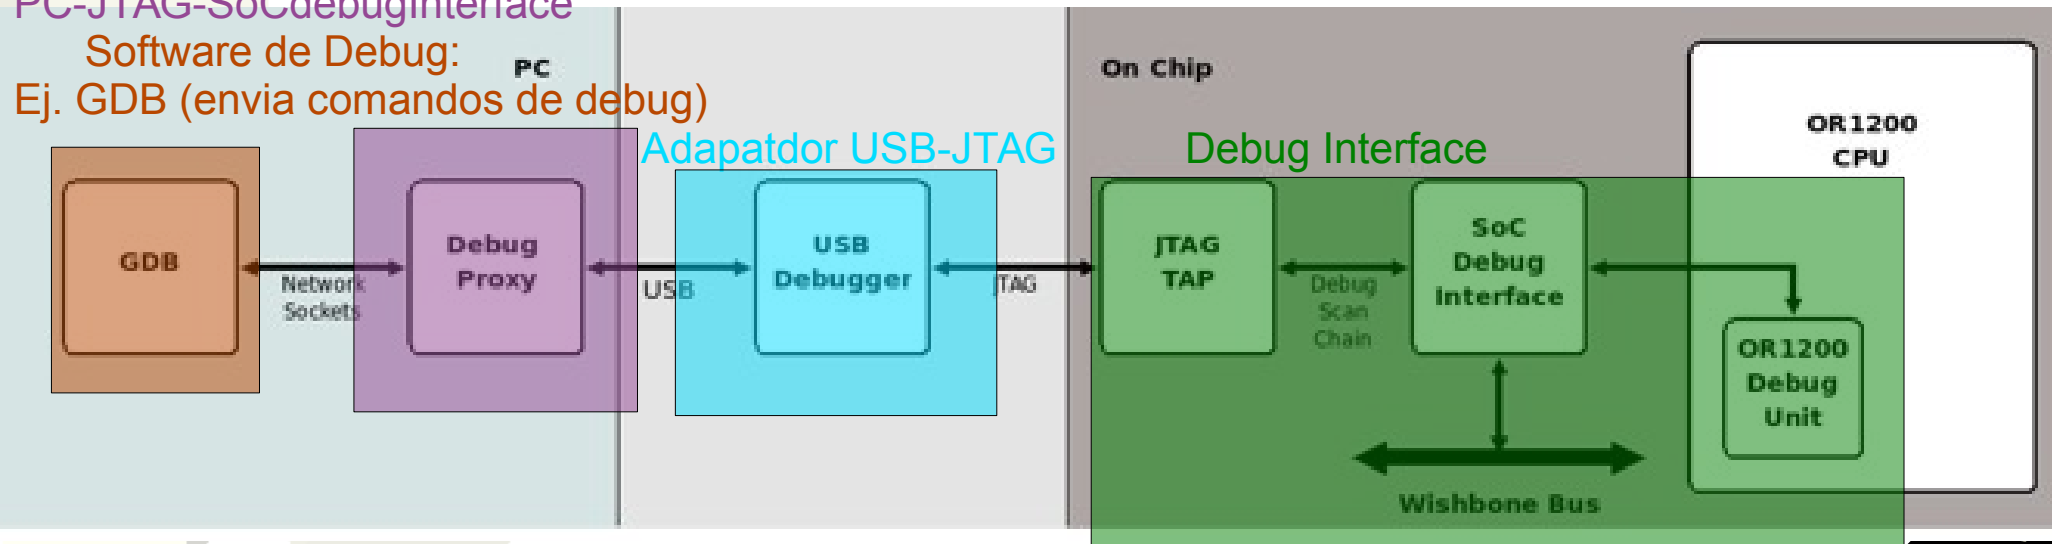 PC-JTAG-SoCdebugInterface
Software de Debug:
Ej. GDB (envia comandos de debug)
PC
On Chip
Adapatdor USB-JTAG
Debug Interface
OR1200
CPU
GDB
Network
Sockets
Debug
Proxy
USB
USB
Debugger
JTAG
JTAG
TAP
Debug
Scan
Chain
SoC
Debug
Interface
OR1200
Debug
Unit
Wishbone Bus